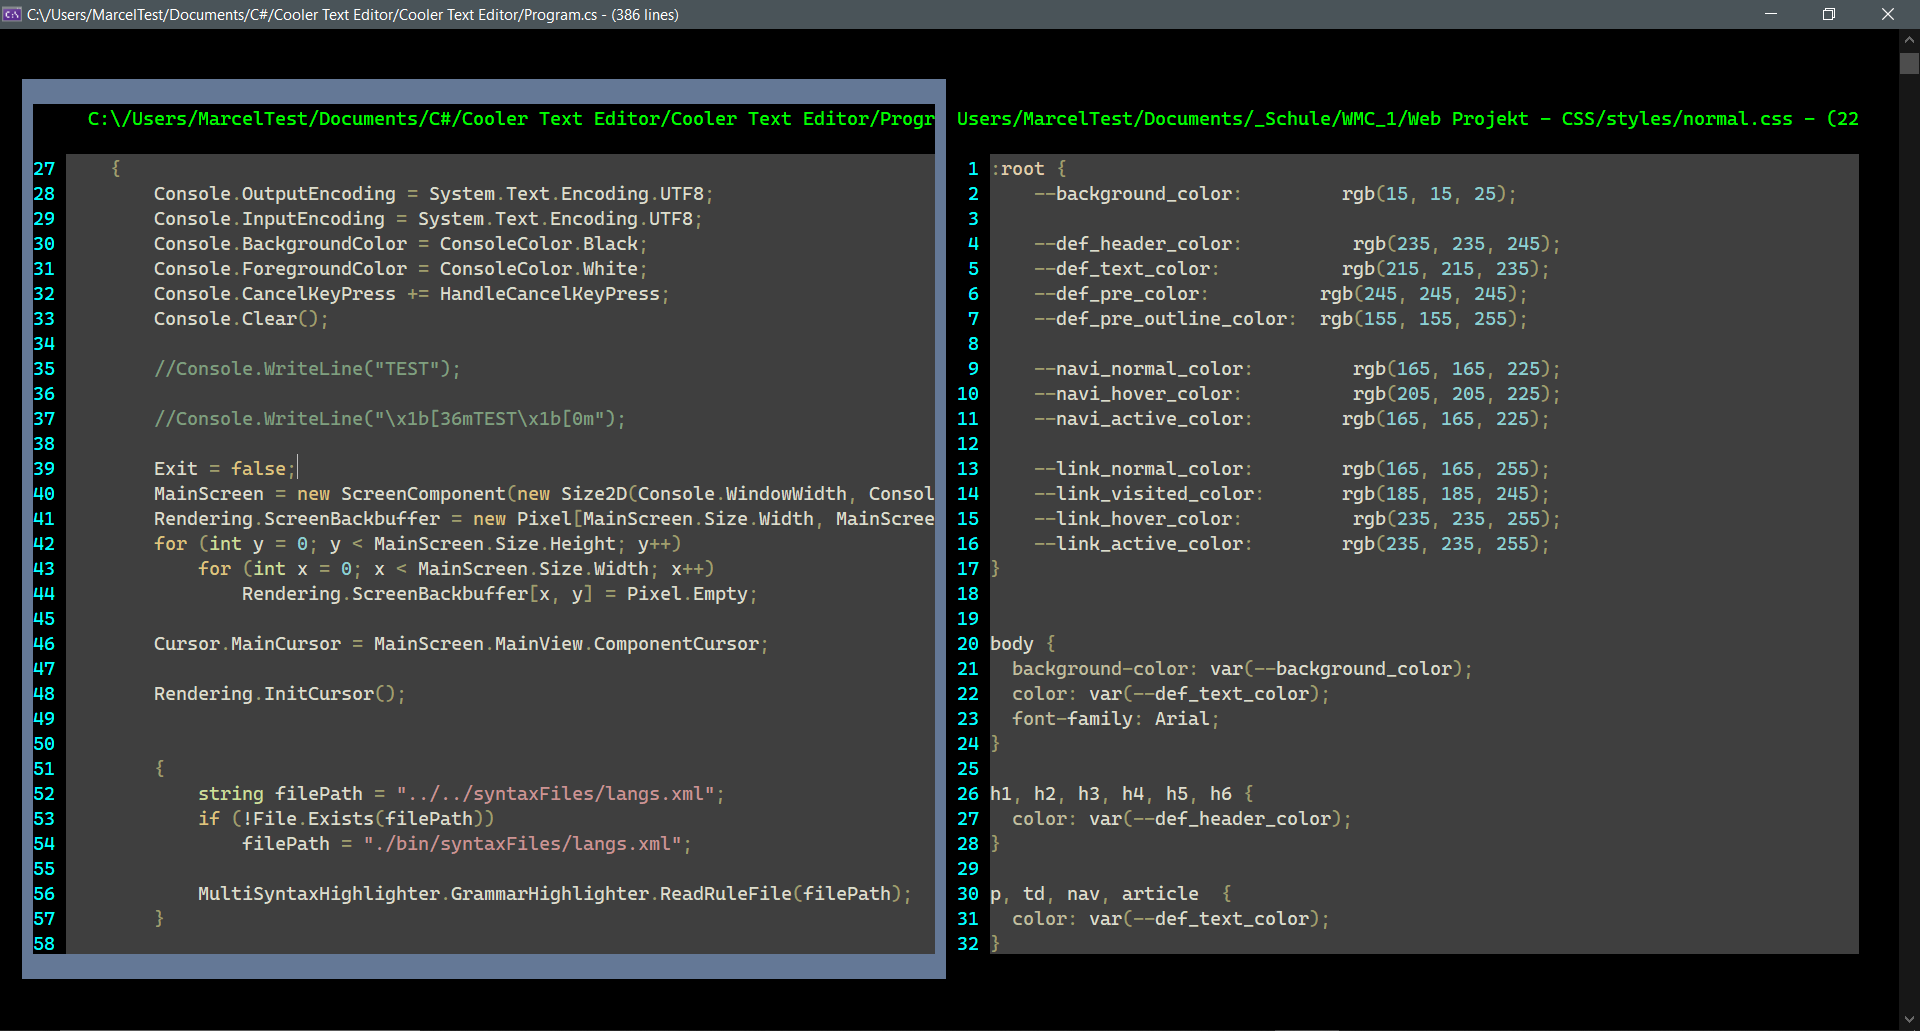 C:\/Users/MarcelTest/Documents/C#/Cooler Text Editor/Cooler Text Editor/Program.cs - (386 lines)
C:\/Users/MarcelTest/Documents/C#/Cooler Text Editor/Cooler Text Editor/Progr
27     {
28         Console.OutputEncoding = System.Text.Encoding.UTF8;
29         Console.InputEncoding = System.Text.Encoding.UTF8;
30         Console.BackgroundColor = ConsoleColor.Black;
31         Console.ForegroundColor = ConsoleColor.White;
32         Console.CancelKeyPress += HandleCancelKeyPress;
33         Console.Clear();
34
35         //Console.WriteLine("TEST");
36
37         //Console.WriteLine("\x1b[36mTEST\x1b[0m");
38
39         Exit = false;
40         MainScreen = new ScreenComponent(new Size2D(Console.WindowWidth, Consol
41         Rendering.ScreenBackbuffer = new Pixel[MainScreen.Size.Width, MainScree
42         for (int y = 0; y < MainScreen.Size.Height; y++)
43             for (int x = 0; x < MainScreen.Size.Width; x++)
44                 Rendering.ScreenBackbuffer[x, y] = Pixel.Empty;
45
46         Cursor.MainCursor = MainScreen.MainView.ComponentCursor;
47
48         Rendering.InitCursor();
49
50
51         {
52             string filePath = "../../syntaxFiles/langs.xml";
53             if (!File.Exists(filePath))
54                 filePath = "./bin/syntaxFiles/langs.xml";
55
56             MultiSyntaxHighlighter.GrammarHighlighter.ReadRuleFile(filePath);
57         }
58
Users/MarcelTest/Documents/_Schule/WMC_1/Web Projekt - CSS/styles/normal.css - (22
1 :root {
2     --background_color:         rgb(15, 15, 25);
3
4     --def_header_color:          rgb(235, 235, 245);
5     --def_text_color:           rgb(215, 215, 235);
6     --def_pre_color:          rgb(245, 245, 245);
7     --def_pre_outline_color:  rgb(155, 155, 255);
8
9     --navi_normal_color:         rgb(165, 165, 225);
10     --navi_hover_color:          rgb(205, 205, 225);
11     --navi_active_color:        rgb(165, 165, 225);
12
13     --link_normal_color:        rgb(165, 165, 255);
14     --link_visited_color:       rgb(185, 185, 245);
15     --link_hover_color:          rgb(235, 235, 255);
16     --link_active_color:        rgb(235, 235, 255);
17 }
18
19
20 body {
21   background-color: var(--background_color);
22   color: var(--def_text_color);
23   font-family: Arial;
24 }
25
26 h1, h2, h3, h4, h5, h6 {
27   color: var(--def_header_color);
28 }
29
30 p, td, nav, article  {
31   color: var(--def_text_color);
32 }